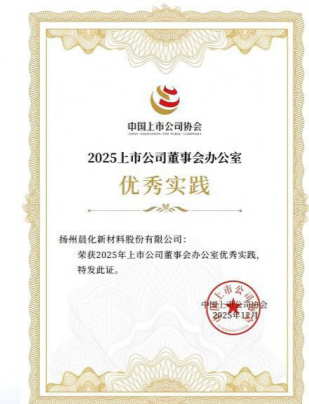 中国上市公司协会
CHINA ASSOCIATION FOR PUBLIC COMPANIES
2025上市公司董事会办公室
优秀实践
扬州晨化新材料股份有限公司：
荣获2025年上市公司董事会办公室优秀实践，
特发此证。
中国上市公司协会
2025年12月